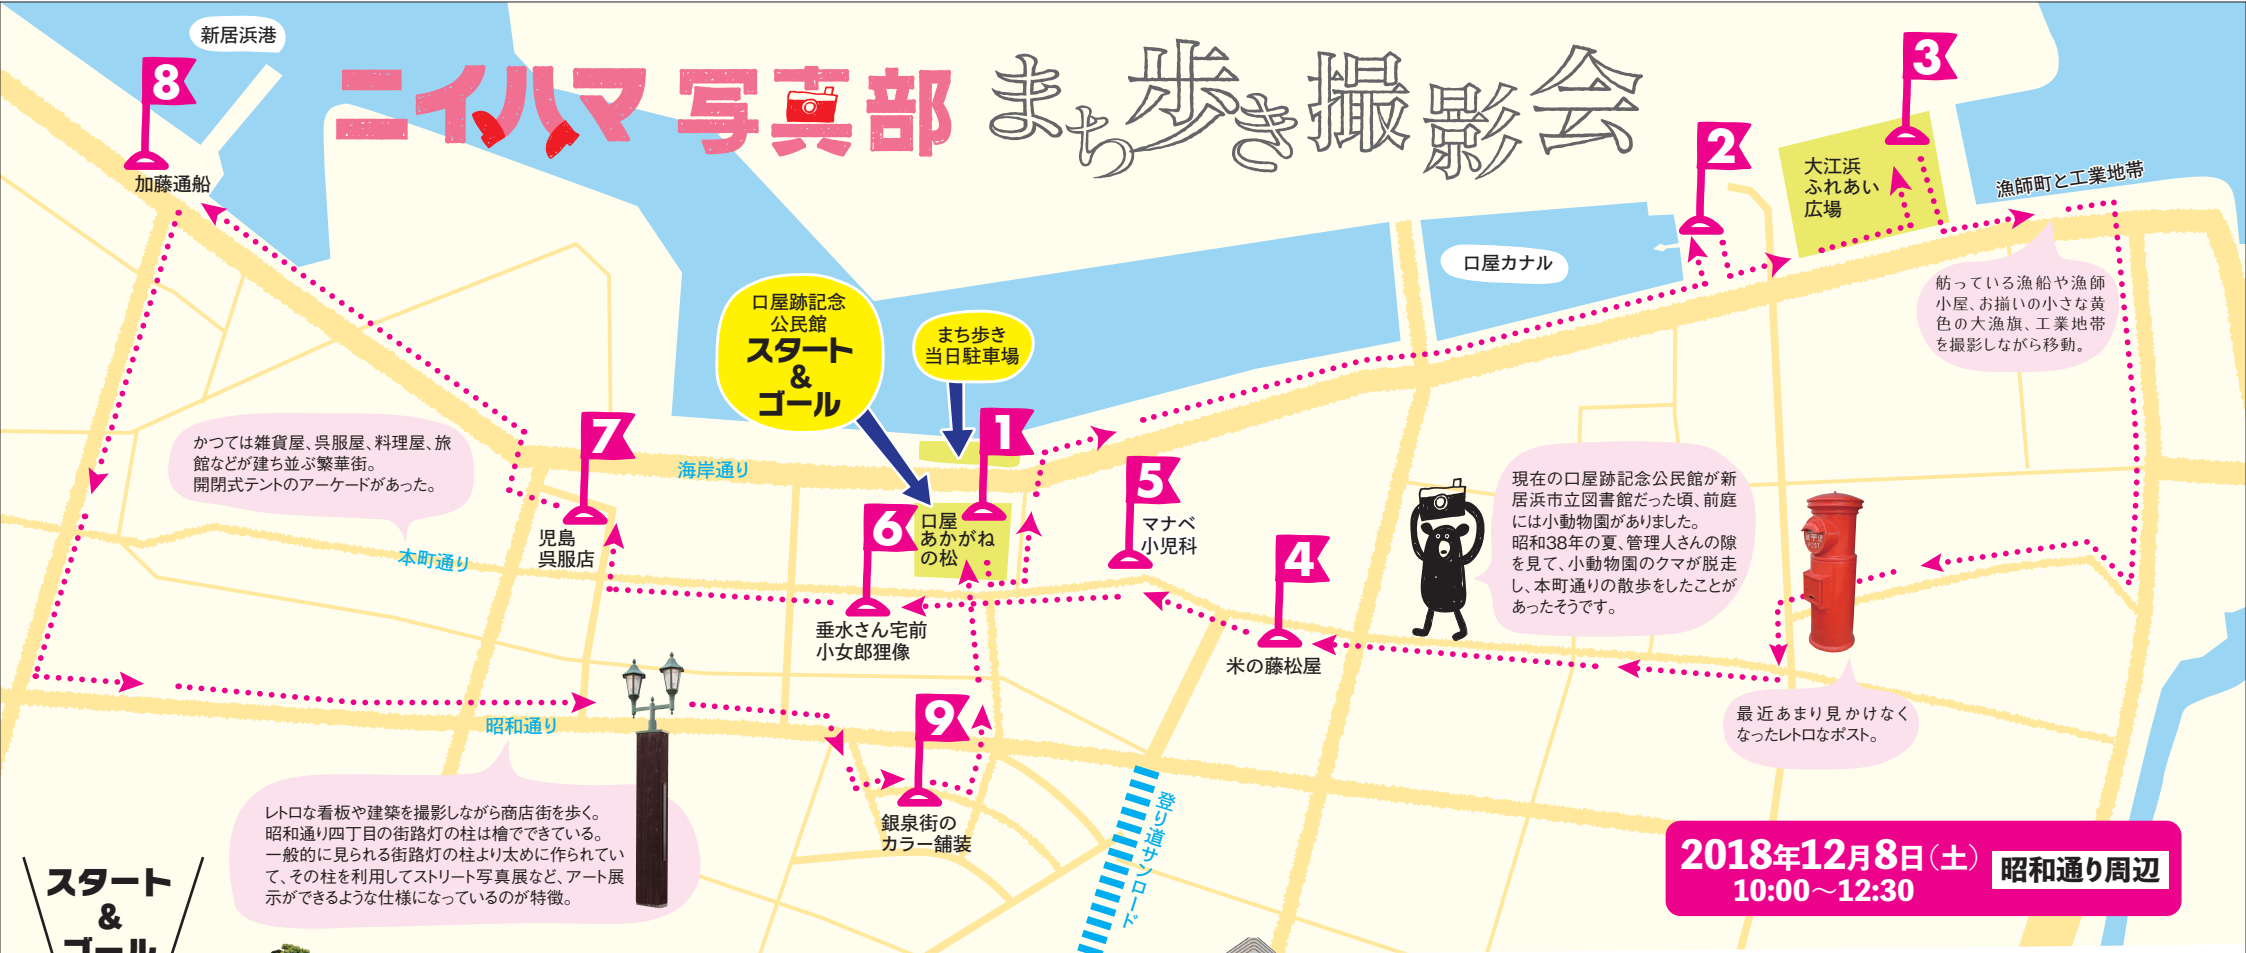 新居浜港
ニイハマ写真部 まち歩き撮影会
8
加藤通船
3
2
大江浜
ふれあい
広場
漁師町と工業地帯
口屋カナル
舫っている漁船や漁師
小屋、お揃いの小さな黄
色の大漁旗、工業地帯
を撮影しながら移動。
口屋跡記念
公民館
スタート
&
ゴール
まち歩き
当日駐車場
1
口屋
あかがね
の松
海岸通り
7
児島
呉服店
かつては雑貨屋、呉服屋、料理屋、旅
館などが建ち並ぶ繁華街。
開閉式テントのアーケードがあった。
本町通り
6
垂水さん宅前
小女郎狸像
5
マナベ
小児科
4
米の藤松屋
現在の口屋跡記念公民館が新
居浜市立図書館だった頃、前庭
には小動物園がありました。
昭和38年の夏、管理人さんの隙
を見て、小動物園のクマが脱走
し、本町通りの散歩をしたことが
あったそうです。
最近あまり見かけなく
なったレトロなポスト。
昭和通り
9
銀泉街の
カラー舗装
登り道サンロード
レトロな看板や建築を撮影しながら商店街を歩く。
昭和通り四丁目の街路灯の柱は檜でできている。
一般的に見られる街路灯の柱より太めに作られてい
て、その柱を利用してストリート写真展など、アート展
示ができるような仕様になっているのが特徴。
スタート
&
ゴール
2018年12月8日（土）
10:00〜12:30
昭和通り周辺